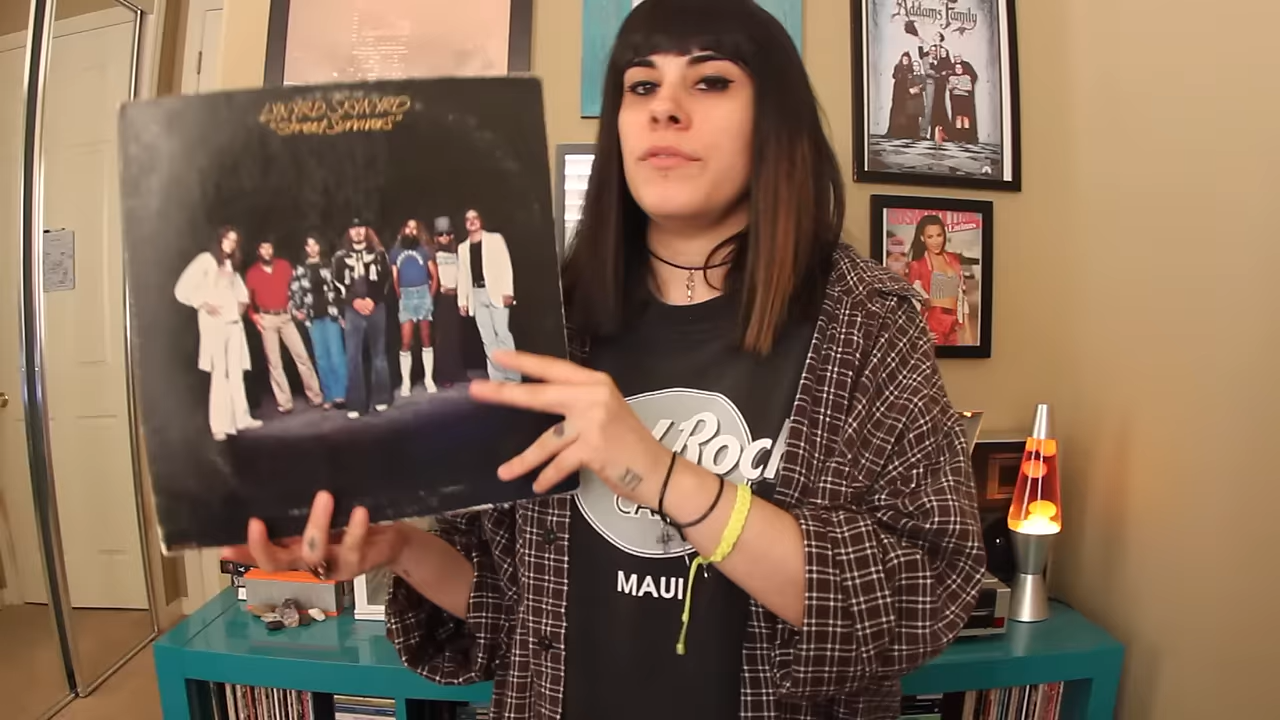 LYNYRD SKYNYRD
"Street Survivors"
Addams Family
Rock
MAUI